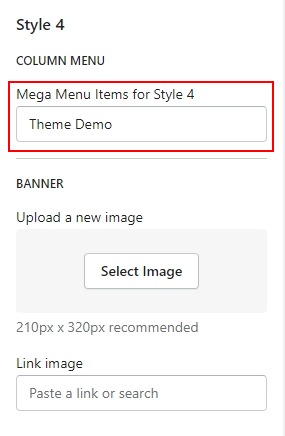 Style 4
COLUMN MENU
Mega Menu Items for Style 4
Theme Demo
BANNER
Upload a new image
Select Image
210px x 320px recommended
Link image
Paste a link or search